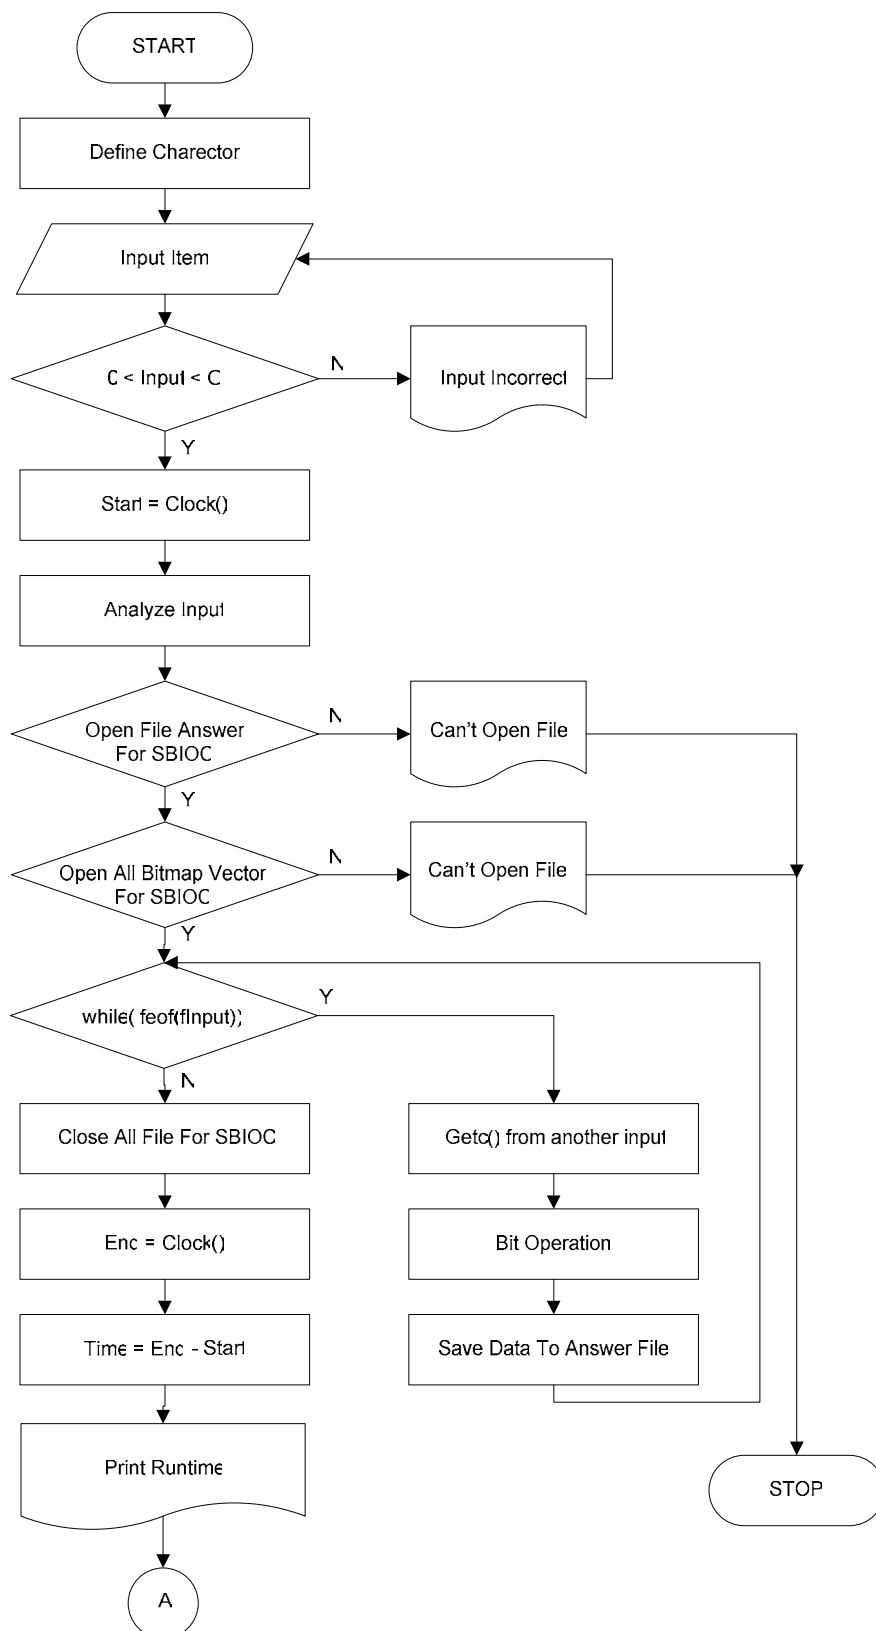 START
Define Charector
Input Item
0 < Input < C
N
Input Incorrect
Y
Start = Clock()
Analyze Input
Open File Answer
For SBIOC
N
Can't Open File
Y
Open All Bitmap Vector
For SBIOC
N
Can't Open File
Y
while( feof(fInput))
Y
N
Close All File For SBIOC
Getc() from another input
End = Clock()
Bit Operation
Time = End - Start
Save Data To Answer File
Print Runtime
STOP
A